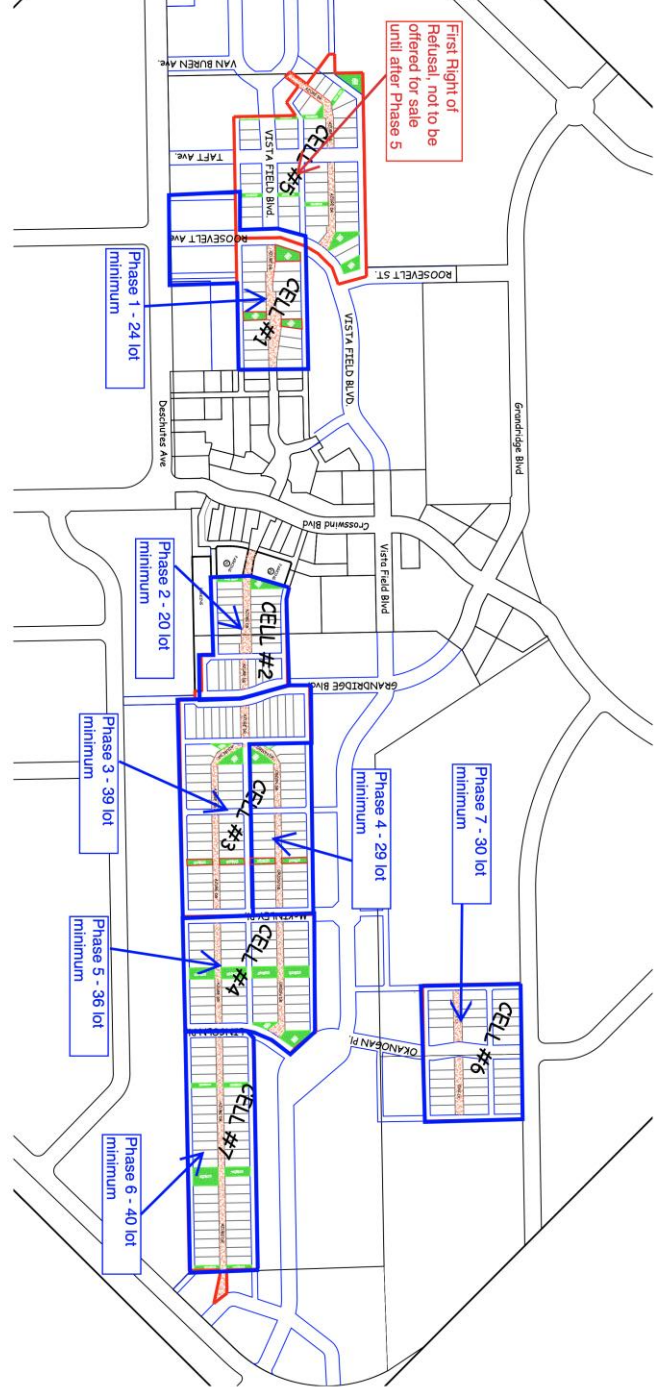 First Right of
Refusal, not to be
offered for sale
until after Phase 5
VAN BUREN Ave.
TAFT Ave.
VISTA FIELD Blvd.
CELL #5
ROOSEVELT Ave
ROOSEVELT ST.
CELL #1
Phase 1 - 24 lot
minimum
VISTA FIELD BLVD.
Grandridge Blvd
Deschutes Ave
Crosswind Blvd
Vista Field Blvd
Phase 2 - 20 lot
minimum
CELL #2
GRANDRIDGE Blvd.
Phase 3 - 39 lot
minimum
CELL #3
Phase 4 - 29 lot
minimum
Phase 7 - 30 lot
minimum
McKINLEY Pl.
CELL #4
Phase 5 - 36 lot
minimum
LINCOLN Pl.
OKANOGAN Pl.
CELL #6
CELL #7
Phase 6 - 40 lot
minimum